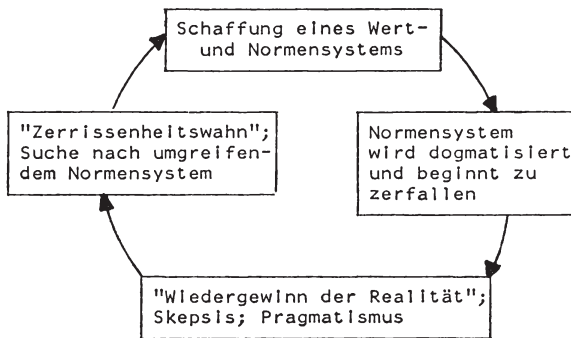 Schaffung eines Wert-
und Normensystems
"Zerrissenheitswahn";
Suche nach umgreifen-
dem Normensystem
Normensystem
wird dogmatisiert
und beginnt zu
zerfallen
"Wiedergewinn der Realität";
Skepsis; Pragmatismus